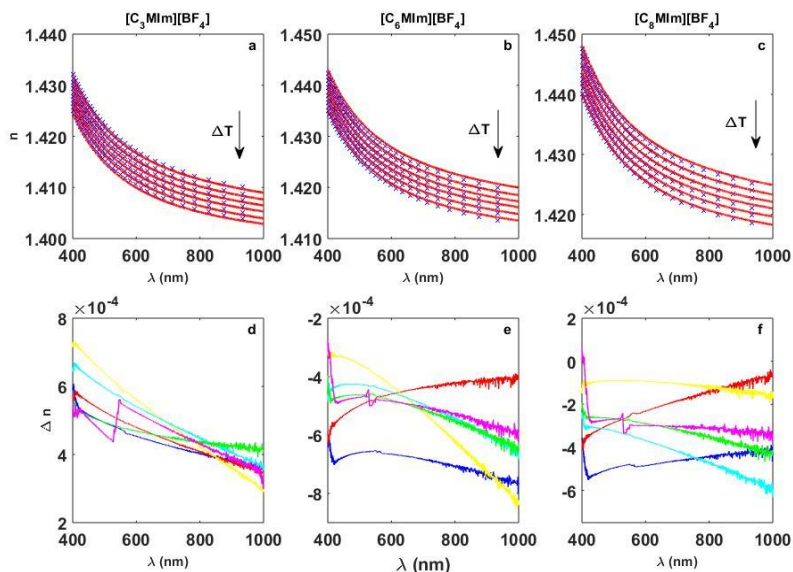 [C3MIm][BF4]
[C6MIm][BF4]
[C8MIm][BF4]
a
b
c
1.440
1.430
1.420
1.410
1.400
n
ΔT
400
600
800
1000
λ (nm)
1.450
1.440
1.430
1.420
1.410
ΔT
400
600
800
1000
λ (nm)
1.450
1.440
1.430
1.420
ΔT
400
600
800
1000
λ (nm)
×10-4
d
8
6
4
2
Δ n
400
600
800
1000
λ (nm)
×10-4
e
-2
-4
-6
-8
400
600
800
1000
λ (nm)
×10-4
f
2
0
-2
-4
-6
400
600
800
1000
λ (nm)